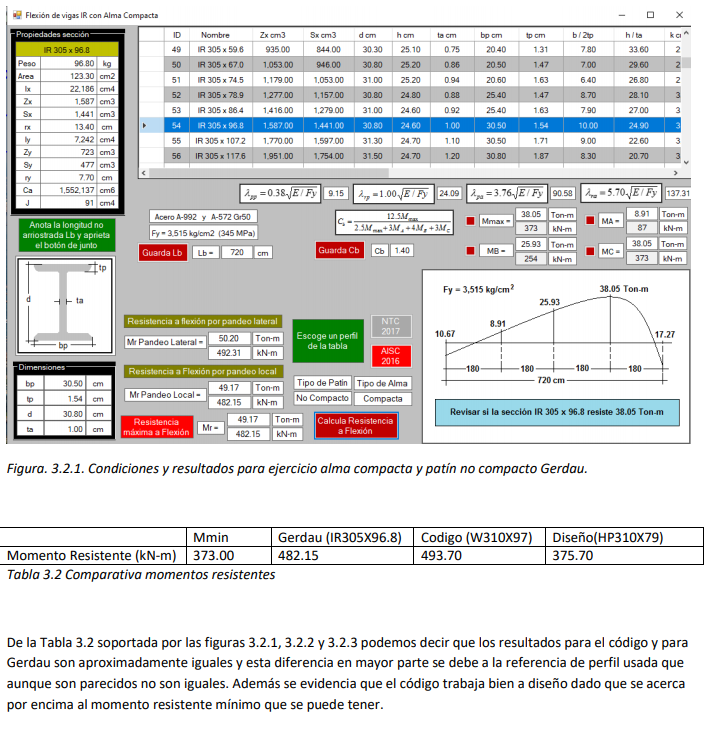 Flexión de vigas IR con Alma Compacta
Propiedades sección
IR 305 x 96.8
Peso 96.80 kg
Area 123.30 cm2
Ix 22,186 cm4
Zx 1,587 cm3
Sx 1,441 cm3
rx 13.40 cm
Iy 7,242 cm4
Zy 723 cm3
Sy 477 cm3
ry 7.70 cm
Ca 1,552,137 cm6
J 91 cm4
ID Nombre Zx cm3 Sx cm3 d cm h cm ta cm bp cm tp cm b / 2tp h / ta k cr
49 IR 305 x 59.6 935.00 844.00 30.30 25.10 0.75 20.40 1.31 7.80 33.60 2
50 IR 305 x 67.0 1,053.00 946.00 30.80 25.20 0.86 20.50 1.47 7.00 29.60 2
51 IR 305 x 74.5 1,179.00 1,053.00 31.00 25.20 0.94 20.60 1.63 6.40 26.80 2
52 IR 305 x 78.9 1,277.00 1,157.00 30.80 24.80 0.88 25.40 1.47 8.70 28.10 3
53 IR 305 x 86.4 1,416.00 1,279.00 31.00 24.60 0.92 25.40 1.63 7.90 27.00 3
54 IR 305 x 96.8 1,587.00 1,441.00 30.80 24.60 1.00 30.50 1.54 10.00 24.90 3
55 IR 305 x 107.2 1,770.00 1,597.00 31.30 24.70 1.10 30.50 1.71 9.00 22.60 3
56 IR 305 x 117.6 1,951.00 1,754.00 31.50 24.70 1.20 30.80 1.87 8.30 20.70 3
λpp = 0.38√E / Fy 9.15 λrp = 1.00√E / Fy 24.09 λpa = 3.76√E / Fy 90.58 λra = 5.70√E / Fy 137.31
Anota la longitud no
arriostrada Lb y aprieta
el botón de junto
Acero A-992 y A-572 Gr50
Fy = 3,515 kg/cm2 (345 MPa)
Guarda Lb Lb = 720 cm
Cb = 12.5Mmax / 2.5Mmax + 3MA + 4MB + 3MC
Guarda Cb Cb 1.40
Mmax = 38.05 Ton-m
373 kN-m
MA = 8.91 Ton-m
87 kN-m
MB = 25.93 Ton-m
254 kN-m
MC = 38.05 Ton-m
373 kN-m
tp
d
ta
bp
Dimensiones
bp 30.50 cm
tp 1.54 cm
d 30.80 cm
ta 1.00 cm
Resistencia a flexión por pandeo lateral
Mr Pandeo Lateral = 50.20 Ton-m
492.31 kN-m
Resistencia a Flexión por pandeo local
Mr Pandeo Local = 49.17 Ton-m
482.15 kN-m
Resistencia
máxima a Flexión
Mr = 49.17 Ton-m
482.15 kN-m
Escoge un perfil
de la tabla
NTC
2017
AISC
2016
Tipo de Patín Tipo de Alma
No Compacto Compacta
Calcula Resistencia
a Flexión
Fy = 3,515 kg/cm2
38.05 Ton-m
25.93
8.91
10.67
17.27
180 180 180 180
720 cm
Revisar si la sección IR 305 x 96.8 resiste 38.05 Ton-m
Figura. 3.2.1. Condiciones y resultados para ejercicio alma compacta y patín no compacto Gerdau.
Mmin Gerdau (IR305X96.8) Codigo (W310X97) Diseño(HP310X79)
Momento Resistente (kN-m) 373.00 482.15 493.70 375.70
Tabla 3.2 Comparativa momentos resistentes
De la Tabla 3.2 soportada por las figuras 3.2.1, 3.2.2 y 3.2.3 podemos decir que los resultados para el código y para
Gerdau son aproximadamente iguales y esta diferencia en mayor parte se debe a la referencia de perfil usada que
aunque son parecidos no son iguales. Además se evidencia que el código trabaja bien a diseño dado que se acerca
por encima al momento resistente mínimo que se puede tener.